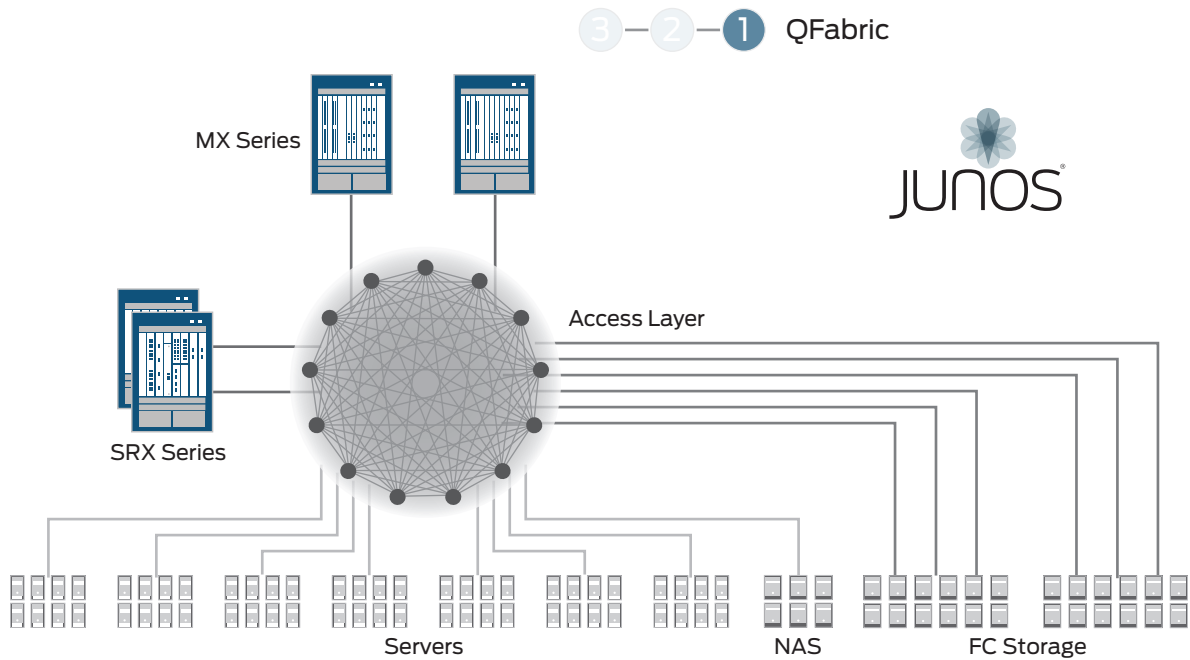 3 2 1 QFabric
MX Series
JUNOS®
Access Layer
SRX Series
Servers
NAS
FC Storage